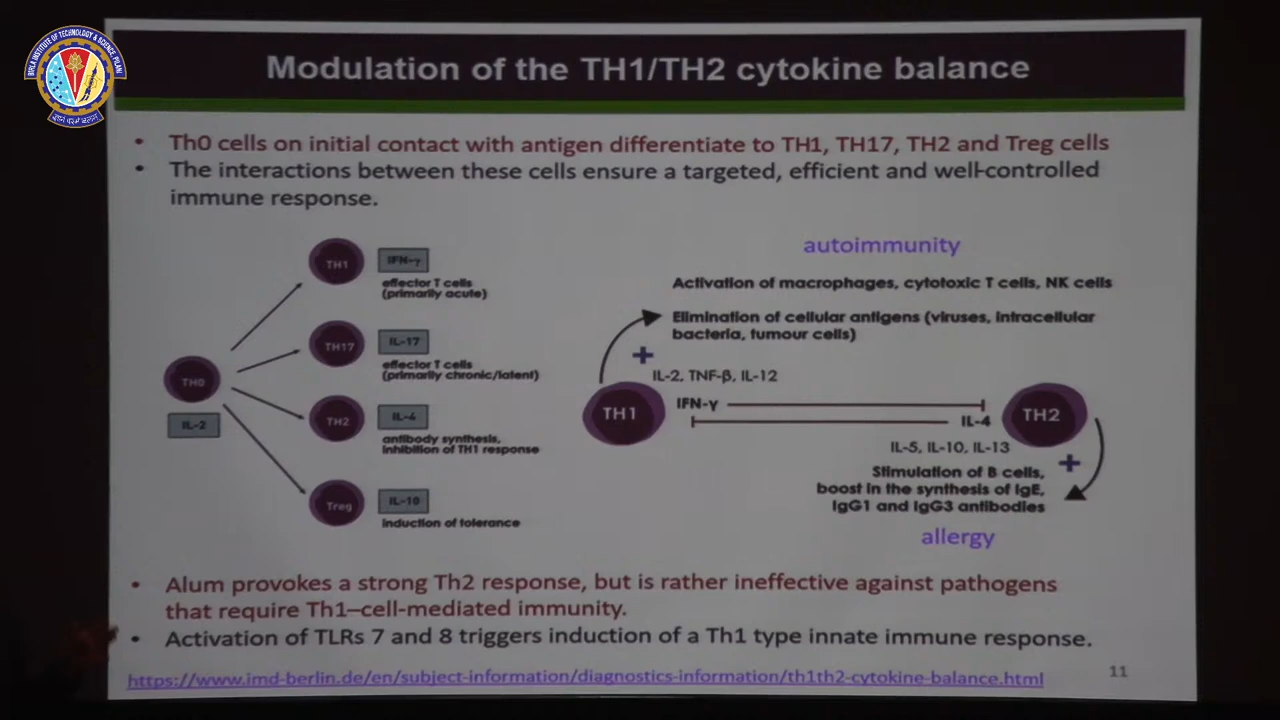 BIRLA INSTITUTE OF TECHNOLOGY & SCIENCE PILANI
Modulation of the TH1/TH2 cytokine balance
• Th0 cells on initial contact with antigen differentiate to TH1, TH17, TH2 and Treg cells
• The interactions between these cells ensure a targeted, efficient and well-controlled
immune response.
TH0
IL-2
TH1
IFN-γ
effector T cells
(primarily acute)
TH17
IL-17
effector T cells
(primarily chronic/latent)
TH2
IL-4
antibody synthesis,
inhibition of TH1 response
Treg
IL-10
induction of tolerance
autoimmunity
Activation of macrophages, cytotoxic T cells, NK cells
Elimination of cellular antigens (viruses, intracellular
bacteria, tumour cells)
+
IL-2, TNF-β, IL-12
TH1
IFN-γ
IL-4
TH2
IL-5, IL-10, IL-13
+
Stimulation of B cells,
boost in the synthesis of IgE,
IgG1 and IgG3 antibodies
allergy
• Alum provokes a strong Th2 response, but is rather ineffective against pathogens
that require Th1–cell-mediated immunity.
• Activation of TLRs 7 and 8 triggers induction of a Th1 type innate immune response.
https://www.imd-berlin.de/en/subject-information/diagnostics-information/th1th2-cytokine-balance.html
11